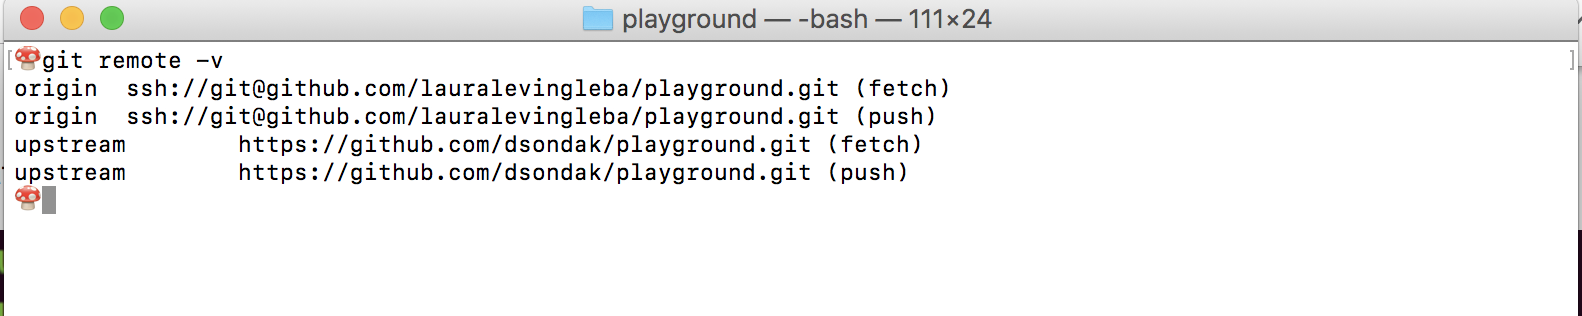 playground — -bash — 111×24
[🍄git remote -v ]
origin  ssh://git@github.com/lauralevingleba/playground.git (fetch)
origin  ssh://git@github.com/lauralevingleba/playground.git (push)
upstream        https://github.com/dsondak/playground.git (fetch)
upstream        https://github.com/dsondak/playground.git (push)
🍄